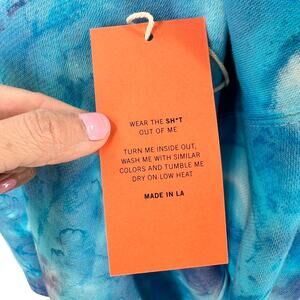 WEAR THE SH*T
OUT OF ME
TURN ME INSIDE OUT,
WASH ME WITH SIMILAR
COLORS AND TUMBLE ME
DRY ON LOW HEAT
MADE IN LA